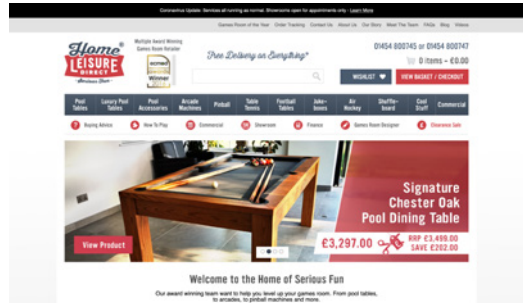 Coronavirus Update: Services all running as normal. Showrooms open for appointments only - Learn More
Games Room of the Year Order Tracking Contact Us About Us Our Story Meet The Team FAQs Blog Videos
Home
LEISURE
DIRECT
Serious Fun
Multiple Award Winning
Games Room Retailer
Winner
Free Delivery on Everything*
01454 800745 or 01454 800747
0 items - £0.00
WISHLIST
VIEW BASKET / CHECKOUT
Pool Tables
Luxury Pool Tables
Pool Accessories
Arcade Machines
Pinball
Table Tennis
Football Tables
Juke-boxes
Air Hockey
Shuffle-board
Cool Stuff
Commercial
Buying Advice
How To Play
Commercial
Showroom
Finance
Games Room Designer
Clearance Sale
Signature
Chester Oak
Pool Dining Table
View Product
£3,297.00
RRP £3,499.00
SAVE £202.00
Welcome to the Home of Serious Fun
Our award winning team want to help you level up your games room. From pool tables,
to arcades, to pinball machines and more.